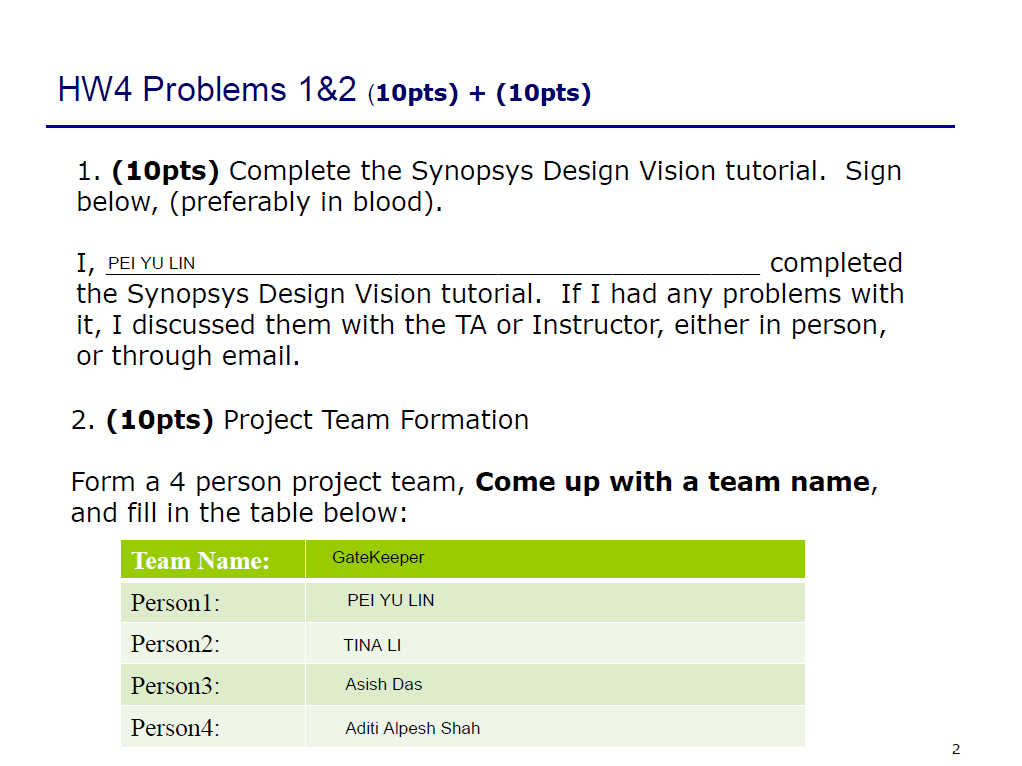 HW4 Problems 1&2 (10pts) + (10pts)
1. (10pts) Complete the Synopsys Design Vision tutorial.  Sign
below, (preferably in blood).
I, PEI YU LIN completed
the Synopsys Design Vision tutorial.  If I had any problems with
it, I discussed them with the TA or Instructor, either in person,
or through email.
2. (10pts) Project Team Formation
Form a 4 person project team, Come up with a team name,
and fill in the table below:
Team Name: GateKeeper
Person1: PEI YU LIN
Person2: TINA LI
Person3: Asish Das
Person4: Aditi Alpesh Shah
2